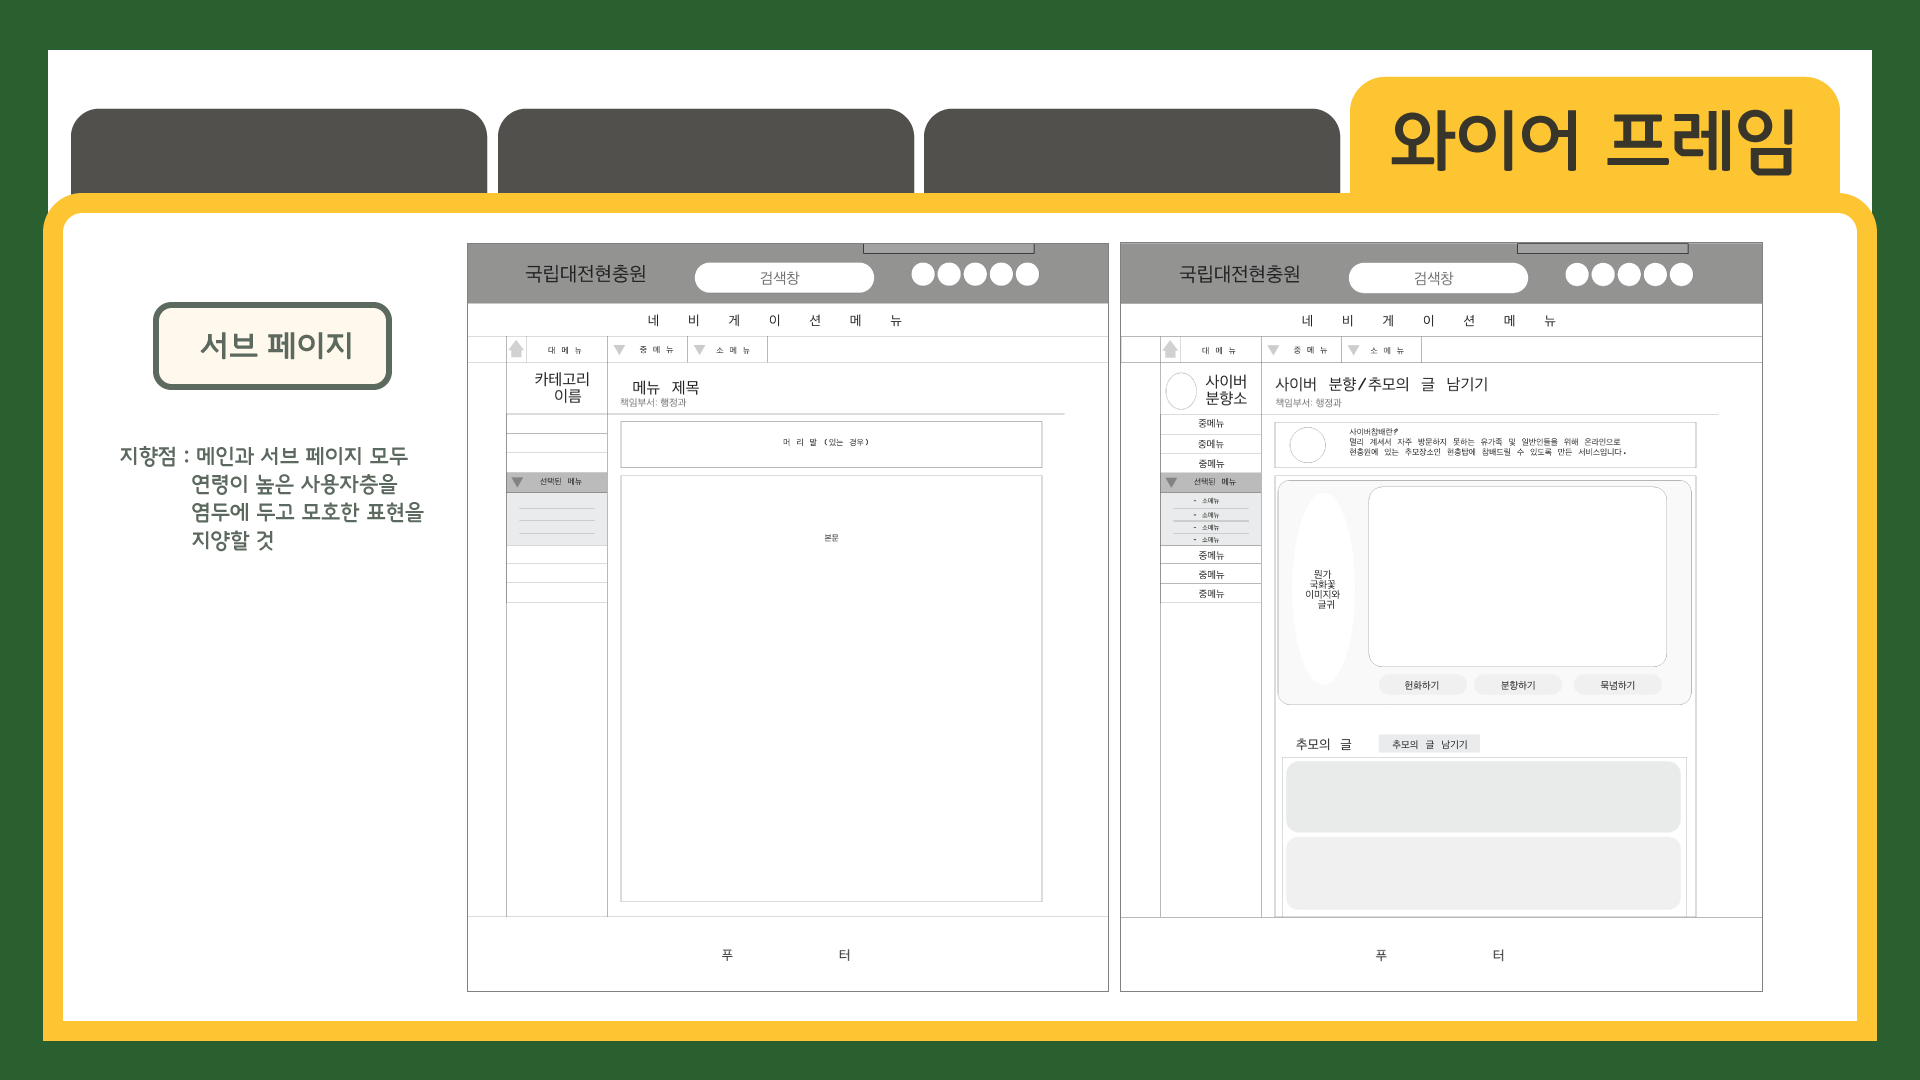 와이어 프레임
서브 페이지
지향점 : 메인과 서브 페이지 모두
연령이 높은 사용자층을
염두에 두고 모호한 표현을
지양할 것
국립대전현충원
검색창
네 비 게 이 션 메 뉴
대 메 뉴
중 메 뉴
소 메 뉴
카테고리
이름
메뉴 제목
책임부서: 행정과
머 리 말 (있는 경우)
선택된 메뉴
본문
푸 터
국립대전현충원
검색창
네 비 게 이 션 메 뉴
대 메 뉴
중 메 뉴
소 메 뉴
사이버
분향소
사이버 분향/추모의 글 남기기
책임부서: 행정과
중메뉴
중메뉴
중메뉴
선택된 메뉴
- 소메뉴
- 소메뉴
- 소메뉴
- 소메뉴
중메뉴
중메뉴
중메뉴
사이버참배란?
멀리 계셔서 자주 방문하지 못하는 유가족 및 일반인들을 위해 온라인으로
현충원에 있는 추모장소인 현충탑에 참배드릴 수 있도록 만든 서비스입니다.
뭔가
국화꽃
이미지와
글귀
헌화하기
분향하기
묵념하기
추모의 글
추모의 글 남기기
푸 터